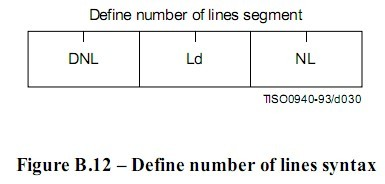 Define number of lines segment
DNL Ld NL
TISO0940-93/d030
Figure B.12 – Define number of lines syntax